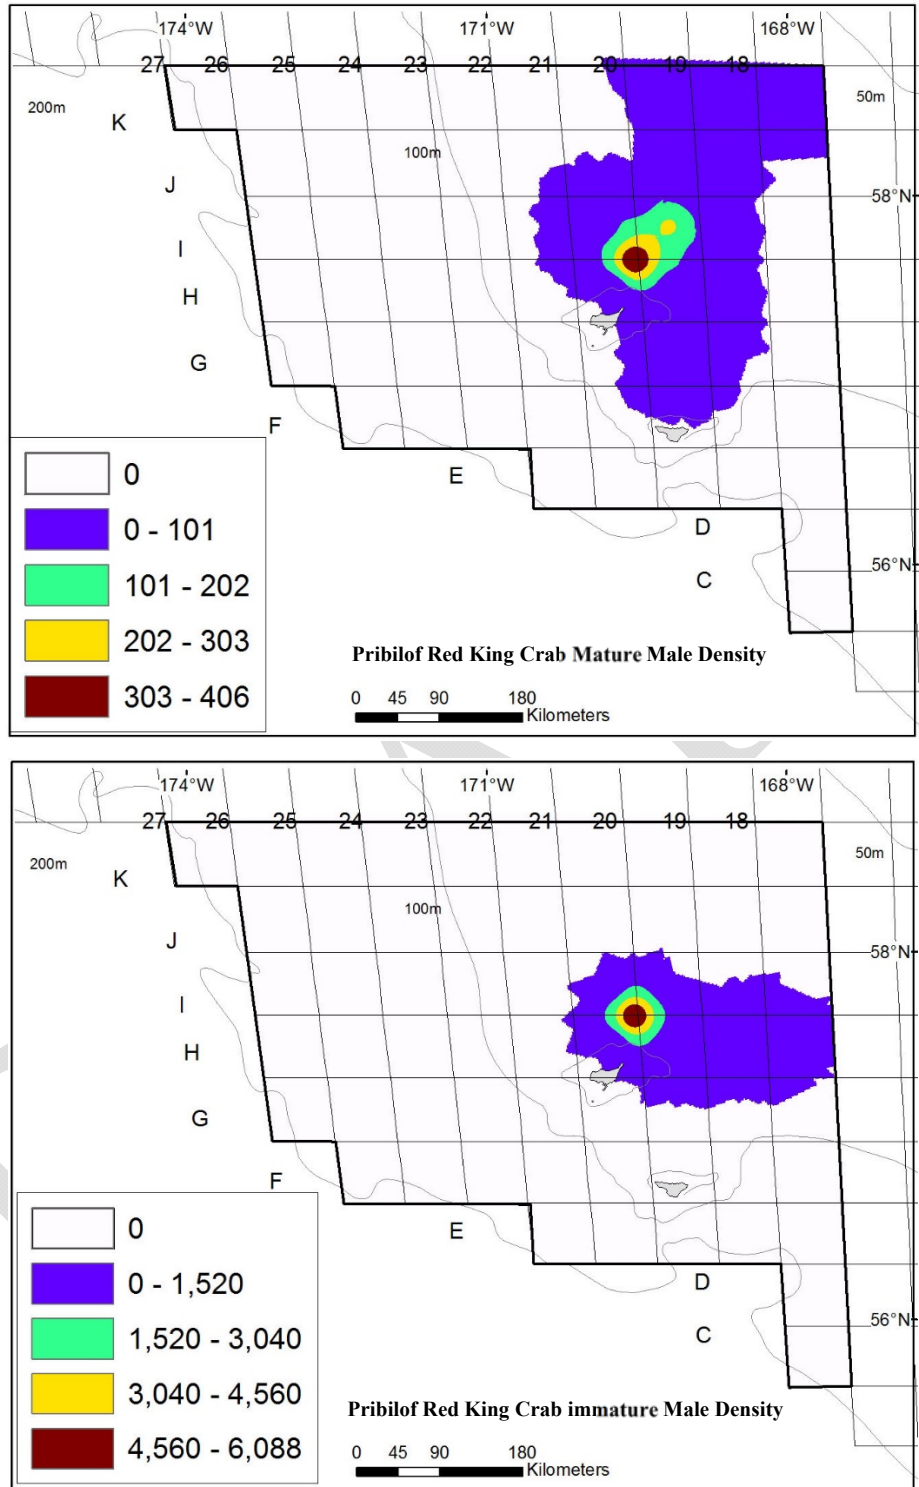 174°W 171°W 168°W
27 26 25 24 23 22 21 20 19 18
200m 50m
K
100m
J
58°N
I
H
G
F
0
E
0 - 101
D
101 - 202
56°N
C
202 - 303
Pribilof Red King Crab Mature Male Density
303 - 406
0 45 90 180
Kilometers
174°W 171°W 168°W
27 26 25 24 23 22 21 20 19 18
200m 50m
K
100m
J
58°N
I
H
G
F
0
E
0 - 1,520
D
1,520 - 3,040
56°N
C
3,040 - 4,560
Pribilof Red King Crab immature Male Density
4,560 - 6,088
0 45 90 180
Kilometers